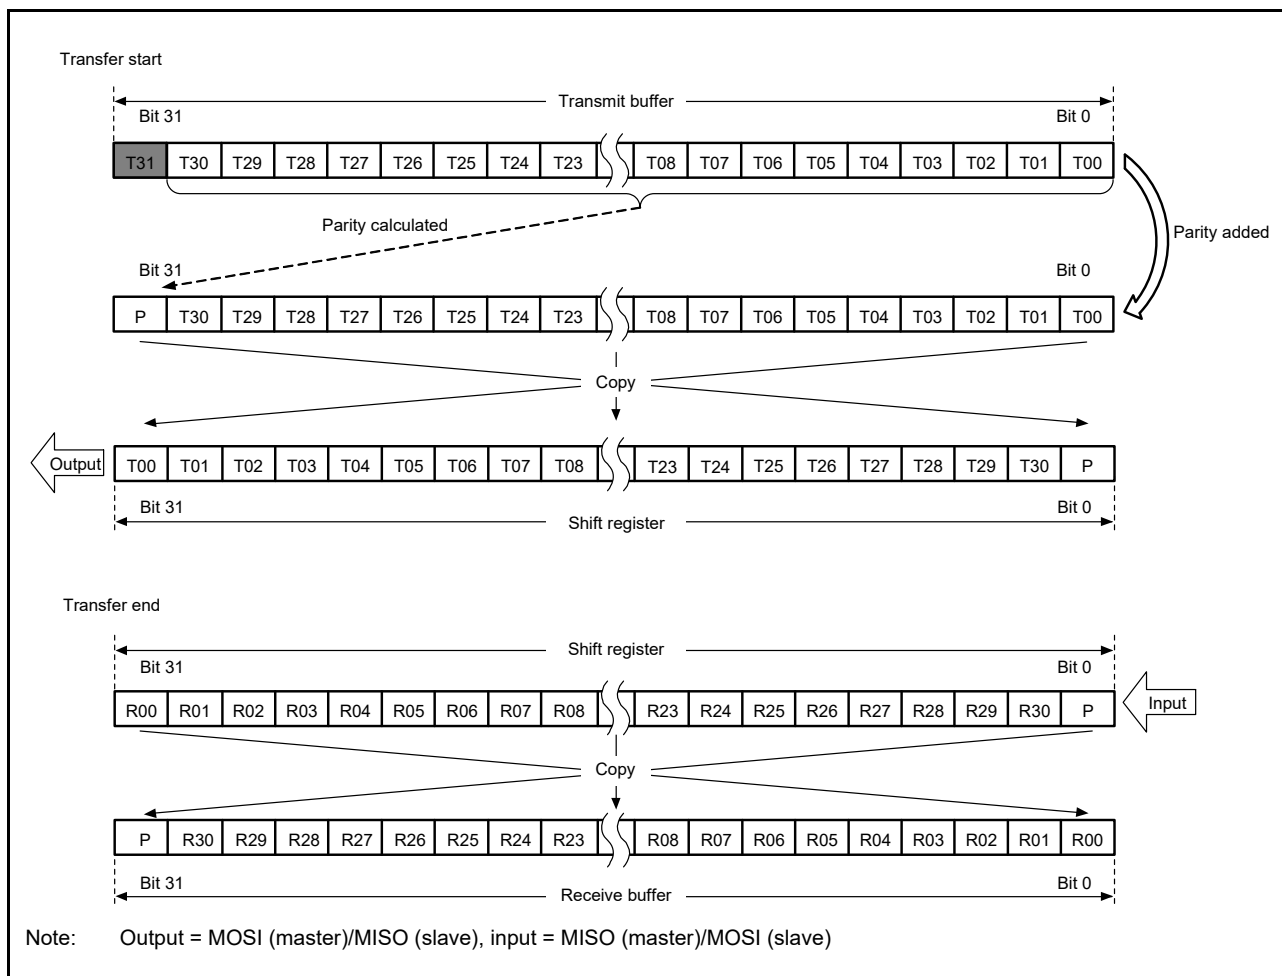 Transfer start
Transmit buffer
Bit 31 Bit 0
T31 T30 T29 T28 T27 T26 T25 T24 T23 T08 T07 T06 T05 T04 T03 T02 T01 T00
Parity calculated
Parity added
Bit 31 Bit 0
P T30 T29 T28 T27 T26 T25 T24 T23 T08 T07 T06 T05 T04 T03 T02 T01 T00
Copy
Output T00 T01 T02 T03 T04 T05 T06 T07 T08 T23 T24 T25 T26 T27 T28 T29 T30 P
Bit 31 Bit 0
Shift register
Transfer end
Shift register
Bit 31 Bit 0
R00 R01 R02 R03 R04 R05 R06 R07 R08 R23 R24 R25 R26 R27 R28 R29 R30 P Input
Copy
P R30 R29 R28 R27 R26 R25 R24 R23 R08 R07 R06 R05 R04 R03 R02 R01 R00
Bit 31 Bit 0
Receive buffer
Note: Output = MOSI (master)/MISO (slave), input = MISO (master)/MOSI (slave)